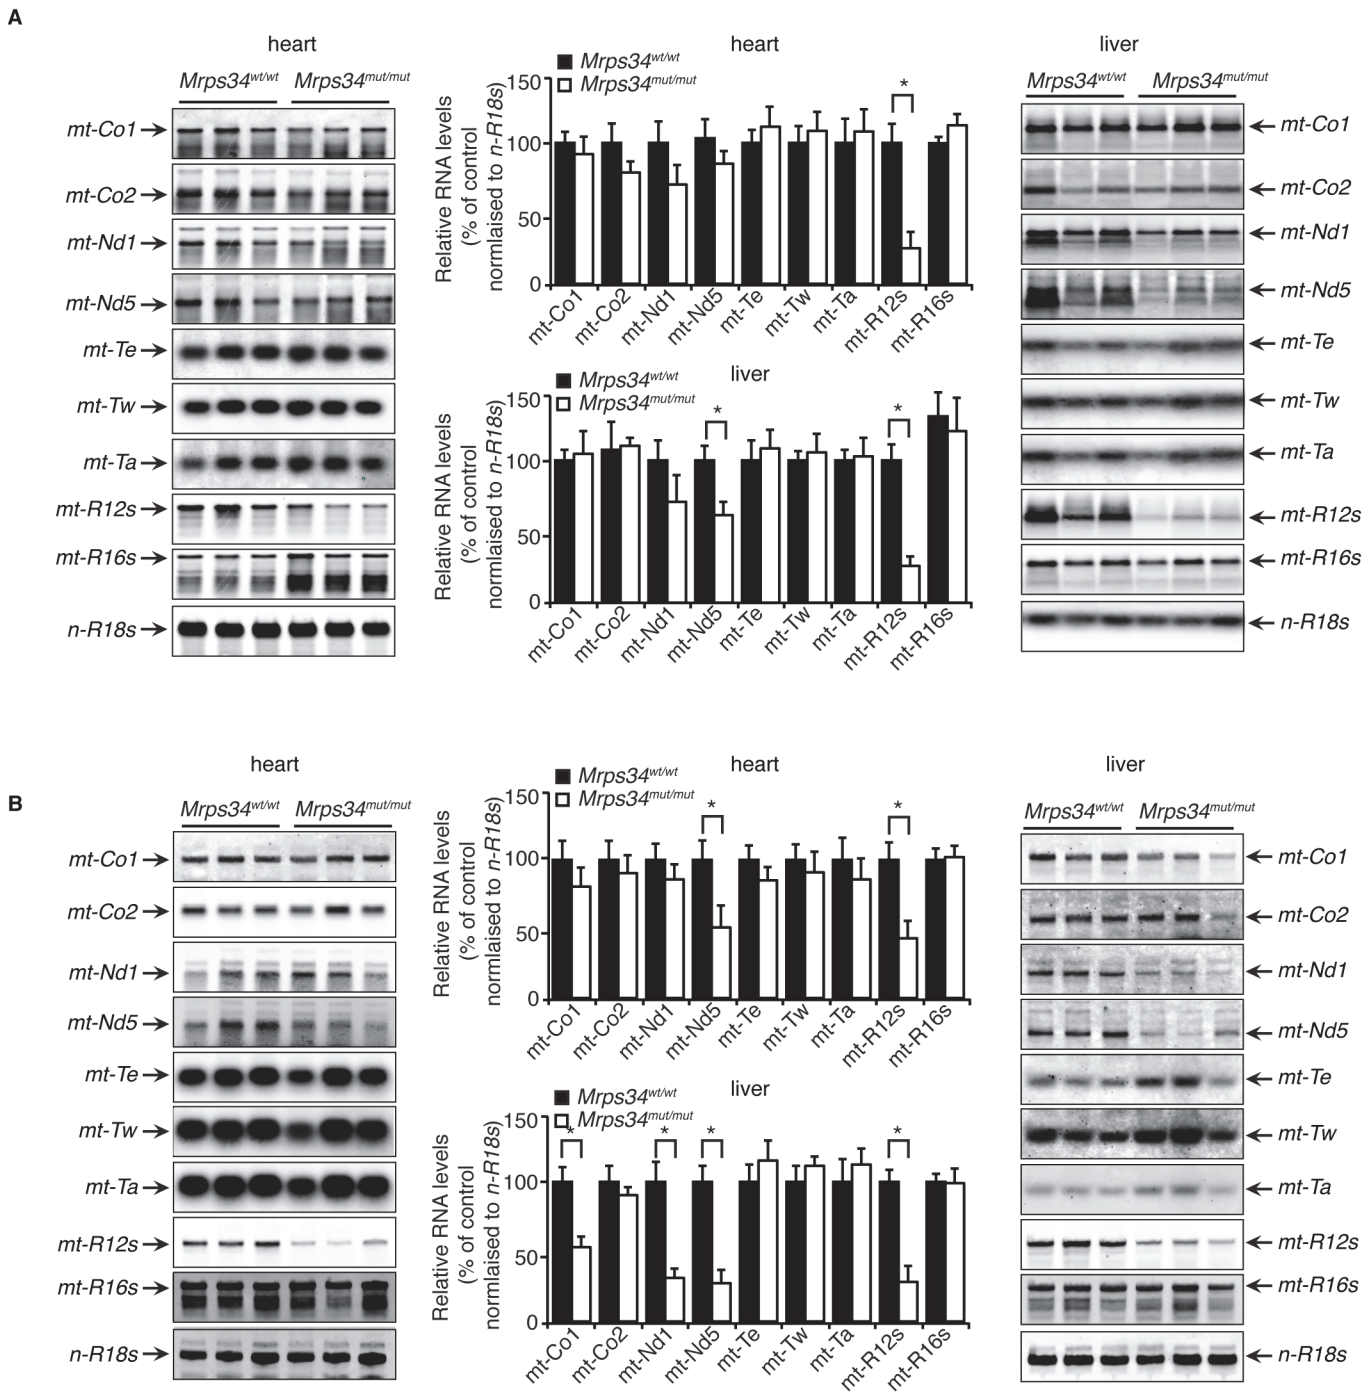 A
heart
Mrps34wt/wt Mrps34mut/mut
mt-Co1
mt-Co2
mt-Nd1
mt-Nd5
mt-Te
mt-Tw
mt-Ta
mt-R12s
mt-R16s
n-R18s
heart
Mrps34wt/wt
Mrps34mut/mut
Relative RNA levels
(% of control
normlaised to n-R18s)
150
100
50
0
*
mt-Co1 mt-Co2 mt-Nd1 mt-Nd5 mt-Te mt-Tw mt-Ta mt-R12s mt-R16s
liver
Mrps34wt/wt
Mrps34mut/mut
Relative RNA levels
(% of control
normlaised to n-R18s)
150
100
50
0
* *
mt-Co1 mt-Co2 mt-Nd1 mt-Nd5 mt-Te mt-Tw mt-Ta mt-R12s mt-R16s
liver
Mrps34wt/wt Mrps34mut/mut
mt-Co1
mt-Co2
mt-Nd1
mt-Nd5
mt-Te
mt-Tw
mt-Ta
mt-R12s
mt-R16s
n-R18s
B
heart
Mrps34wt/wt Mrps34mut/mut
mt-Co1
mt-Co2
mt-Nd1
mt-Nd5
mt-Te
mt-Tw
mt-Ta
mt-R12s
mt-R16s
n-R18s
heart
Mrps34wt/wt
Mrps34mut/mut
Relative RNA levels
(% of control
normlaised to n-R18s)
150
100
50
0
* *
mt-Co1 mt-Co2 mt-Nd1 mt-Nd5 mt-Te mt-Tw mt-Ta mt-R12s mt-R16s
liver
Mrps34wt/wt
Mrps34mut/mut
Relative RNA levels
(% of control
normlaised to n-R18s)
150
100
50
0
* * * *
mt-Co1 mt-Co2 mt-Nd1 mt-Nd5 mt-Te mt-Tw mt-Ta mt-R12s mt-R16s
liver
Mrps34wt/wt Mrps34mut/mut
mt-Co1
mt-Co2
mt-Nd1
mt-Nd5
mt-Te
mt-Tw
mt-Ta
mt-R12s
mt-R16s
n-R18s